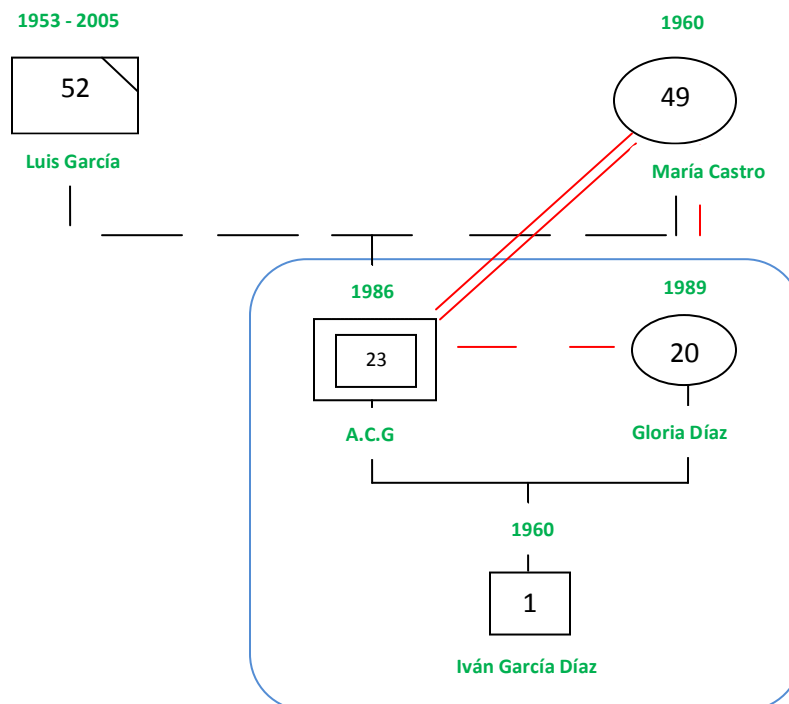 1953 - 2005
1960
52
49
Luis García
María Castro
1986
1989
23
20
A.C.G
Gloria Díaz
1960
1
Iván García Díaz